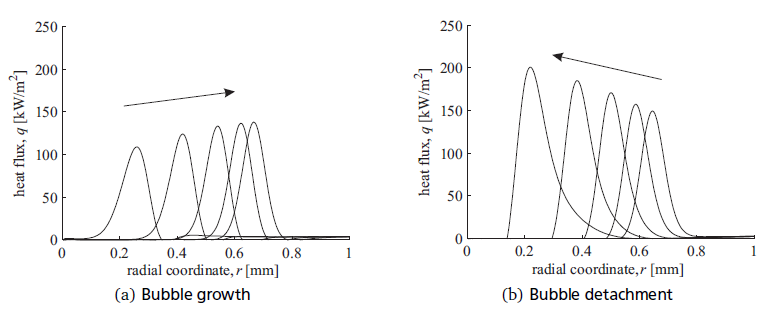 250
200
150
100
50
0
heat flux, q [kW/m²]
0 0.2 0.4 0.6 0.8 1
radial coordinate, r [mm]
(a) Bubble growth
250
200
150
100
50
0
heat flux, q [kW/m²]
0 0.2 0.4 0.6 0.8 1
radial coordinate, r [mm]
(b) Bubble detachment